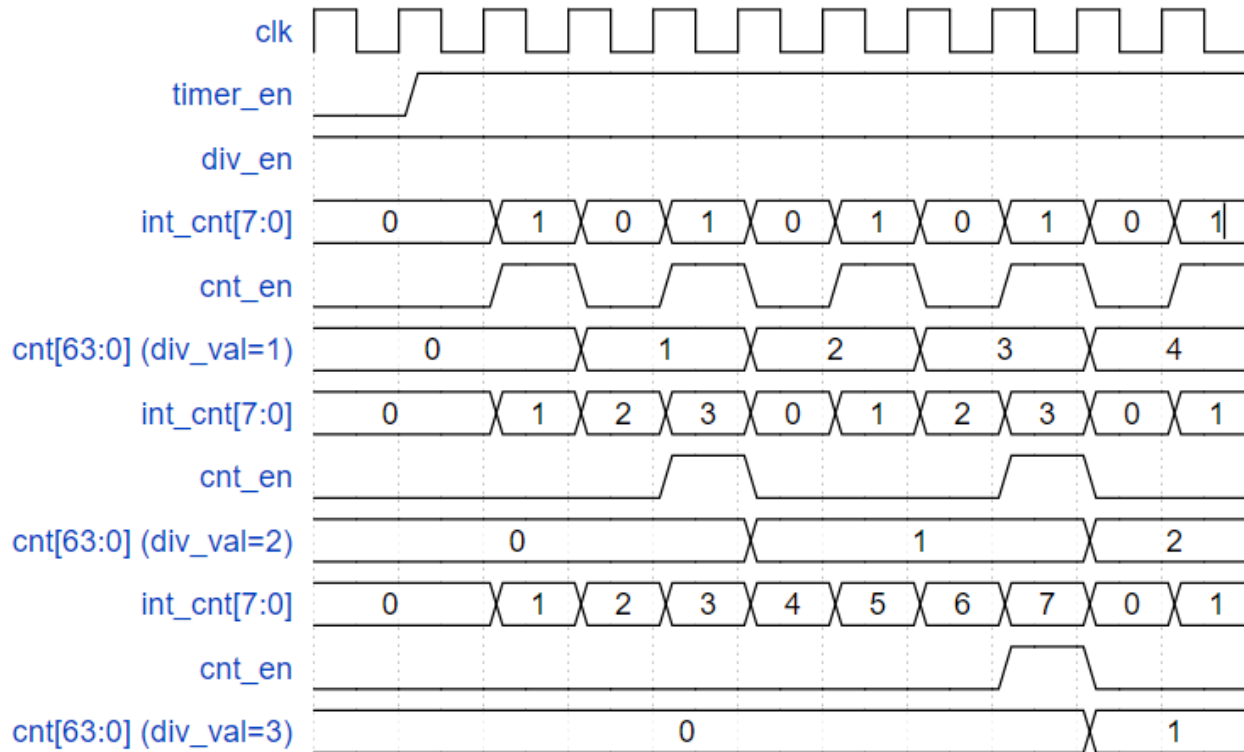 clk
timer_en
div_en
int_cnt[7:0] 0 1 0 1 0 1 0 1 0 1
cnt_en
cnt[63:0] (div_val=1) 0 1 2 3 4
int_cnt[7:0] 0 1 2 3 0 1 2 3 0 1
cnt_en
cnt[63:0] (div_val=2) 0 1 2
int_cnt[7:0] 0 1 2 3 4 5 6 7 0 1
cnt_en
cnt[63:0] (div_val=3) 0 1